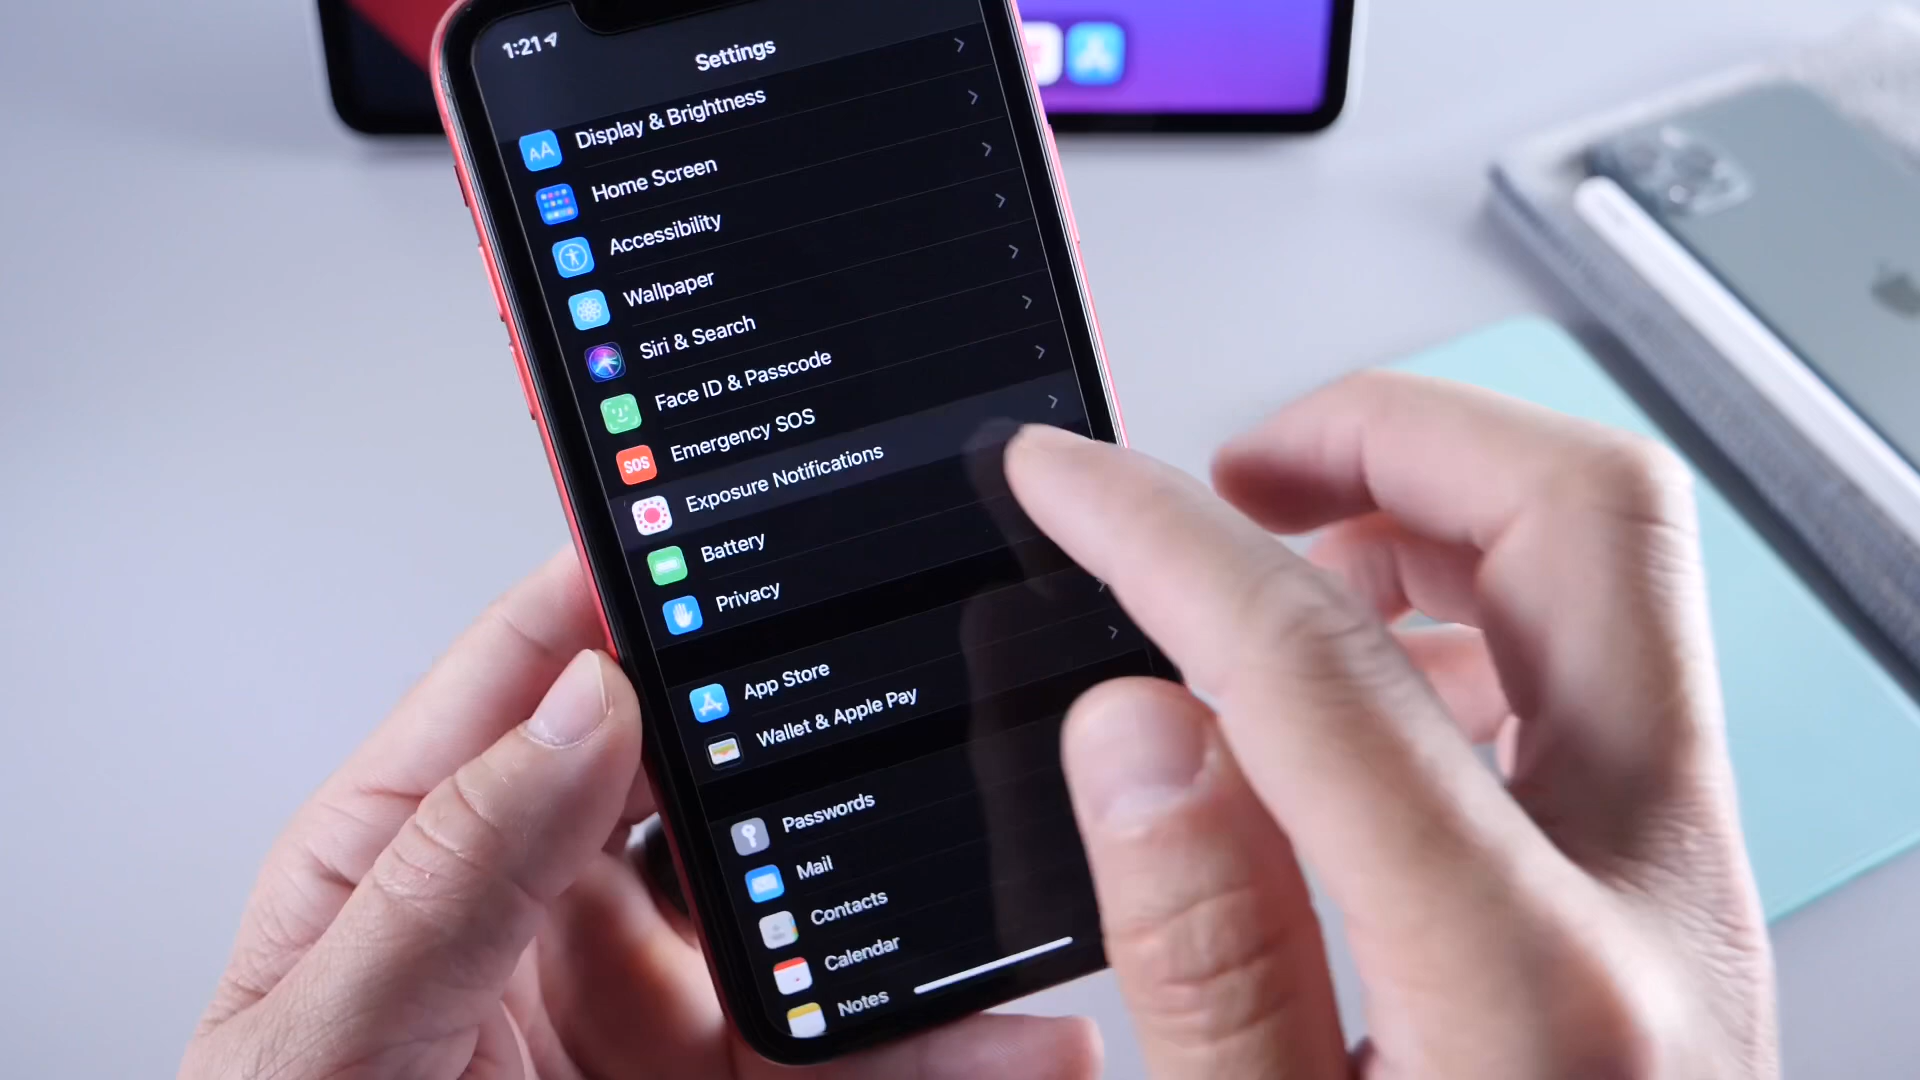 1:21
Settings
AA
Display & Brightness
Home Screen
Accessibility
Wallpaper
Siri & Search
Face ID & Passcode
SOS
Emergency SOS
Exposure Notifications
Battery
Privacy
App Store
Wallet & Apple Pay
Passwords
Mail
Contacts
Calendar
Notes